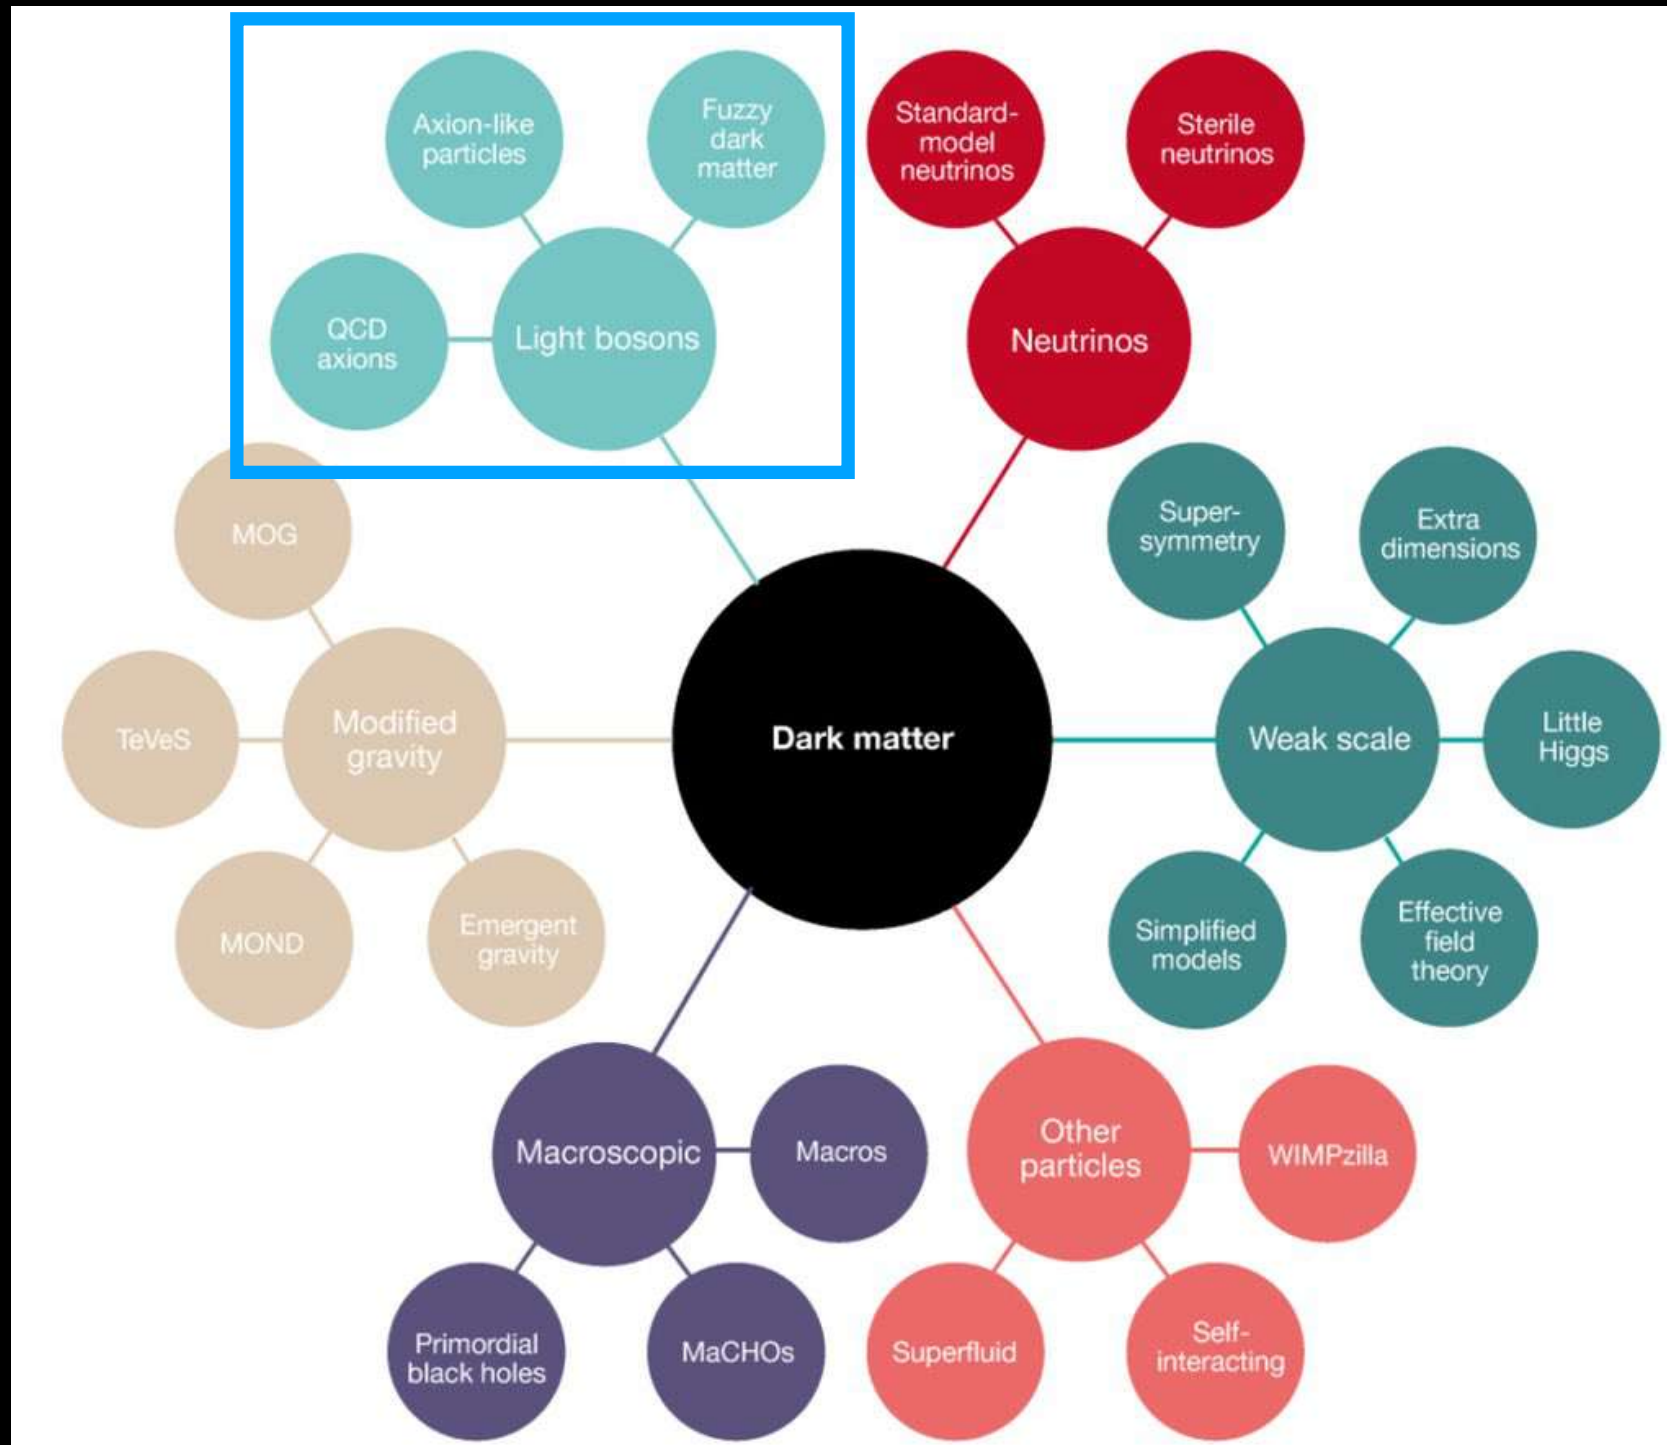 Axion-like
particles
Fuzzy
dark
matter
QCD
axions
Light bosons
Standard-
model
neutrinos
Sterile
neutrinos
Neutrinos
MOG
TeVeS
Modified
gravity
MOND
Emergent
gravity
Dark matter
Super-
symmetry
Extra
dimensions
Weak scale
Little
Higgs
Simplified
models
Effective
field
theory
Macroscopic
Macros
Primordial
black holes
MaCHOs
Other
particles
WIMPzilla
Superfluid
Self-
interacting